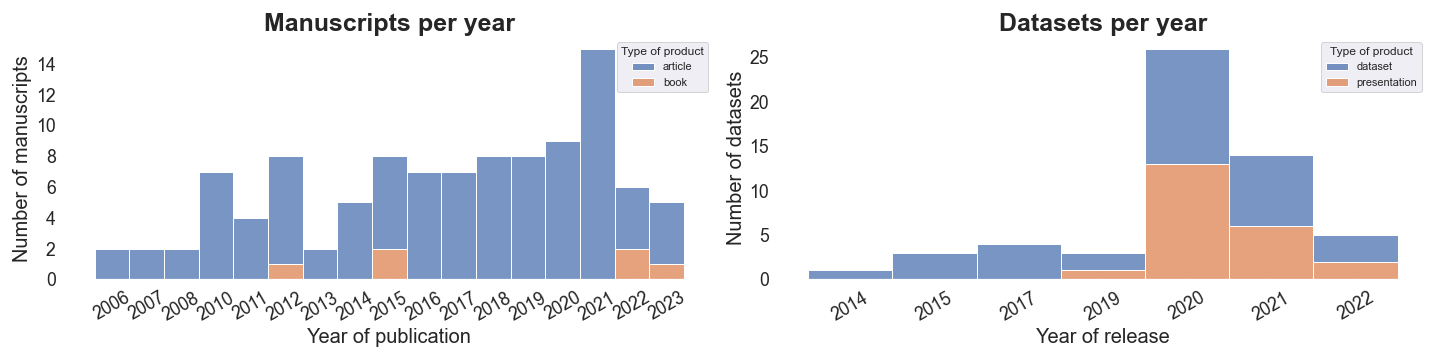 Manuscripts per year
Number of manuscripts
14
12
10
8
6
4
2
0
Type of product
article
book
2006 2007 2008 2010 2011 2012 2013 2014 2015 2016 2017 2018 2019 2020 2021 2022 2023
Year of publication
Datasets per year
Number of datasets
25
20
15
10
5
0
Type of product
dataset
presentation
2014 2015 2017 2019 2020 2021 2022
Year of release